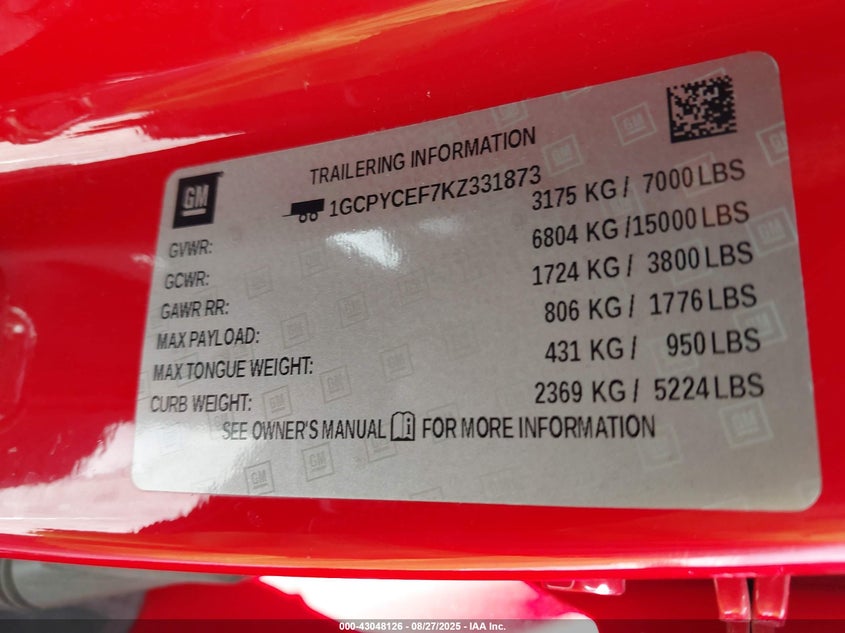 GM
TRAILERING INFORMATION
1GCPYCEF7KZ331873
GVWR: 3175 KG / 7000 LBS
GCWR: 6804 KG /15000 LBS
GAWR RR: 1724 KG / 3800 LBS
MAX PAYLOAD: 806 KG / 1776 LBS
MAX TONGUE WEIGHT: 431 KG / 950 LBS
CURB WEIGHT: 2369 KG / 5224 LBS
SEE OWNER'S MANUAL FOR MORE INFORMATION
000-43048126 - 08/27/2025 - IAA Inc.